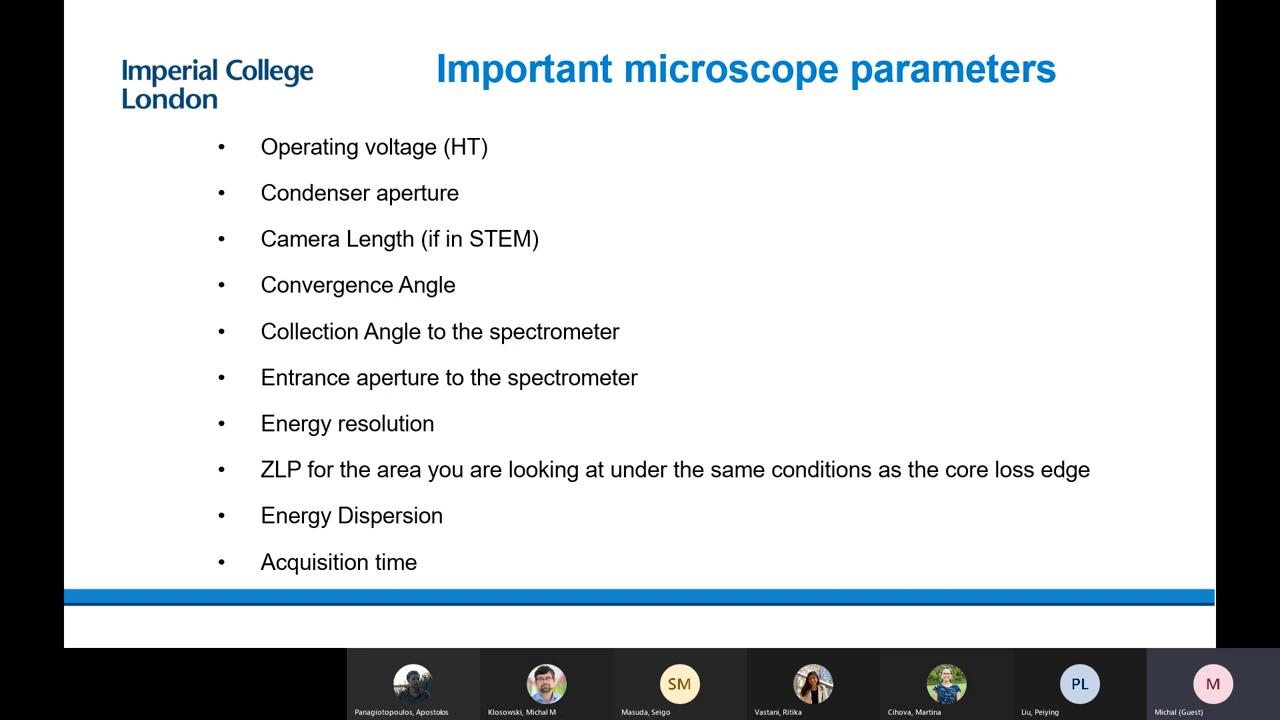 Imperial College
London
Important microscope parameters
• Operating voltage (HT)
• Condenser aperture
• Camera Length (if in STEM)
• Convergence Angle
• Collection Angle to the spectrometer
• Entrance aperture to the spectrometer
• Energy resolution
• ZLP for the area you are looking at under the same conditions as the core loss edge
• Energy Dispersion
• Acquisition time
SM
PL
M
Panagiotopoulos, Apostolos
Klosowski, Michal M
Masuda, Seigo
Vastani, Ritika
Cihova, Martina
Liu, Peiying
Michal (Guest)